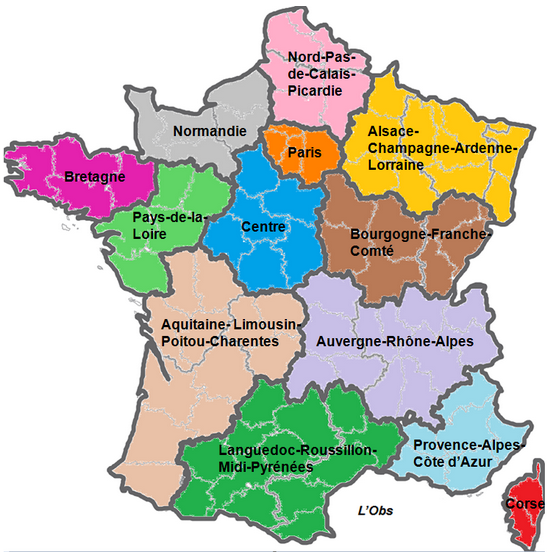 Nord-Pas-
de-Calais-
Picardie
Normandie
Paris
Alsace-
Champagne-Ardenne-
Lorraine
Bretagne
Pays-de-la-
Loire
Centre
Bourgogne-Franche-
Comté
Aquitaine- Limousin-
Poitou-Charentes
Auvergne-Rhône-Alpes
Languedoc-Roussillon-
Midi-Pyrénées
Provence-Alpes-
Côte d'Azur
Corse
L'Obs